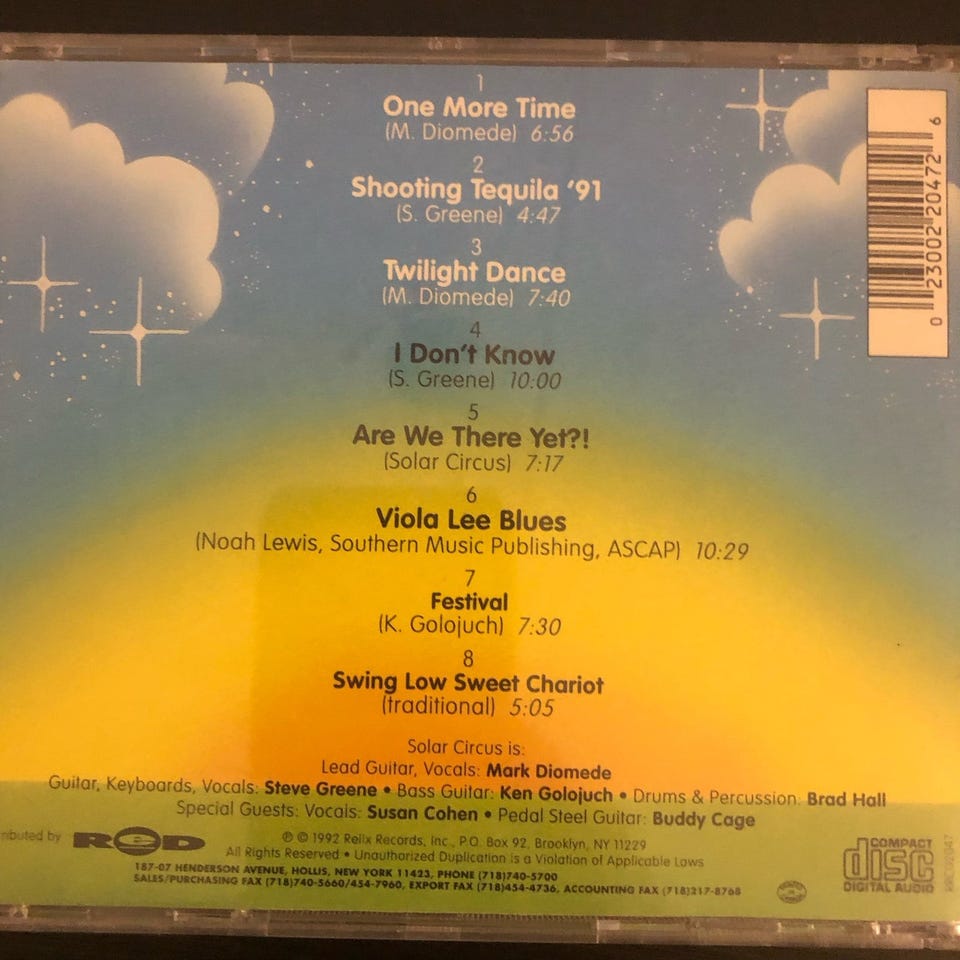 1
One More Time
(M. Diomede) 6:56
2
Shooting Tequila '91
(S. Greene) 4:47
3
Twilight Dance
(M. Diomede) 7:40
4
I Don't Know
(S. Greene) 10:00
5
Are We There Yet?!
(Solar Circus) 7:17
6
Viola Lee Blues
(Noah Lewis, Southern Music Publishing, ASCAP) 10:29
7
Festival
(K. Golojuch) 7:30
8
Swing Low Sweet Chariot
(traditional) 5:05
Solar Circus is:
Lead Guitar, Vocals: Mark Diomede
Guitar, Keyboards, Vocals: Steve Greene • Bass Guitar: Ken Golojuch • Drums & Percussion: Brad Hall
Special Guests: Vocals: Susan Cohen • Pedal Steel Guitar: Buddy Cage
ributed by RED
℗ © 1992 Relix Records, Inc., P.O. Box 92, Brooklyn, NY 11229
All Rights Reserved • Unauthorized Duplication is a Violation of Applicable Laws
187-07 HENDERSON AVENUE, HOLLIS, NEW YORK 11423, PHONE (718)740-5700
SALES/PURCHASING FAX (718)740-5660/454-7960, EXPORT FAX (718)454-4736, ACCOUNTING FAX (718)217-8768
COMPACT
disc
DIGITAL AUDIO
0 23002 20472 6